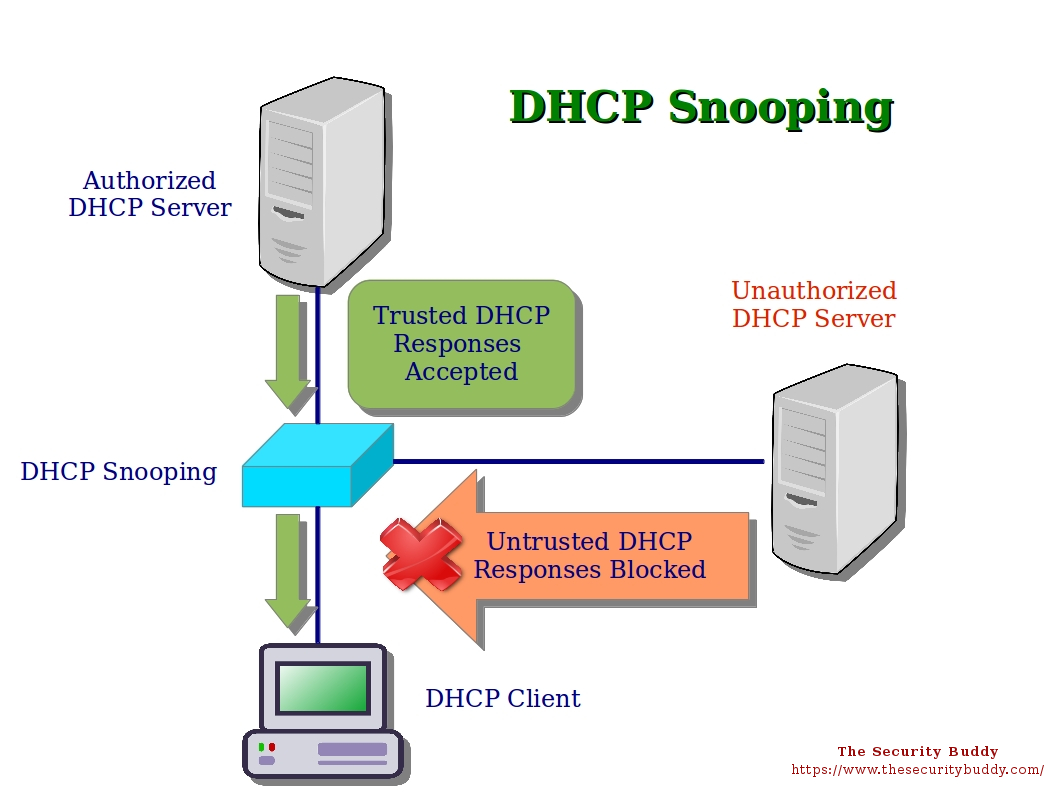 DHCP Snooping
Authorized
DHCP Server
Trusted DHCP
Responses
Accepted
Unauthorized
DHCP Server
DHCP Snooping
Untrusted DHCP
Responses Blocked
DHCP Client
The Security Buddy
https://www.thesecuritybuddy.com/